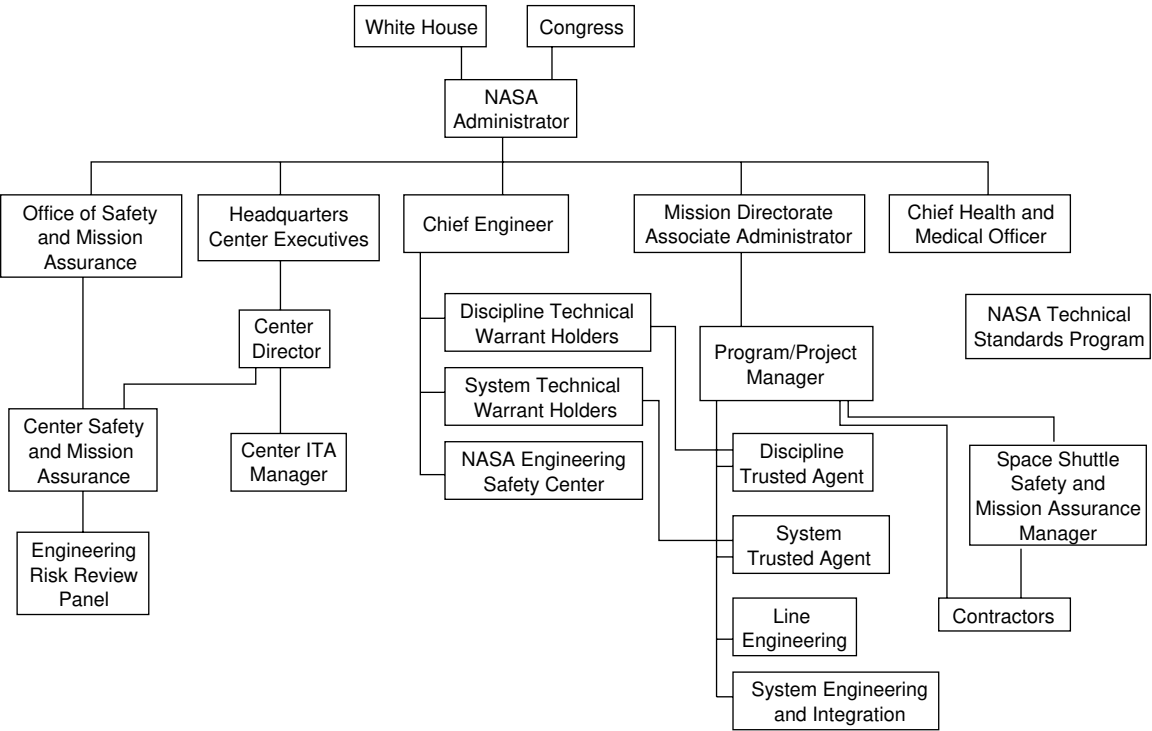 White House
Congress
NASA
Administrator
Office of Safety
and Mission
Assurance
Headquarters
Center Executives
Chief Engineer
Mission Directorate
Associate Administrator
Chief Health and
Medical Officer
Center
Director
Discipline Technical
Warrant Holders
NASA Technical
Standards Program
Program/Project
Manager
System Technical
Warrant Holders
Center Safety
and Mission
Assurance
Center ITA
Manager
NASA Engineering
Safety Center
Discipline
Trusted Agent
Space Shuttle
Safety and
Mission Assurance
Manager
Engineering
Risk Review
Panel
System
Trusted Agent
Line
Engineering
Contractors
System Engineering
and Integration